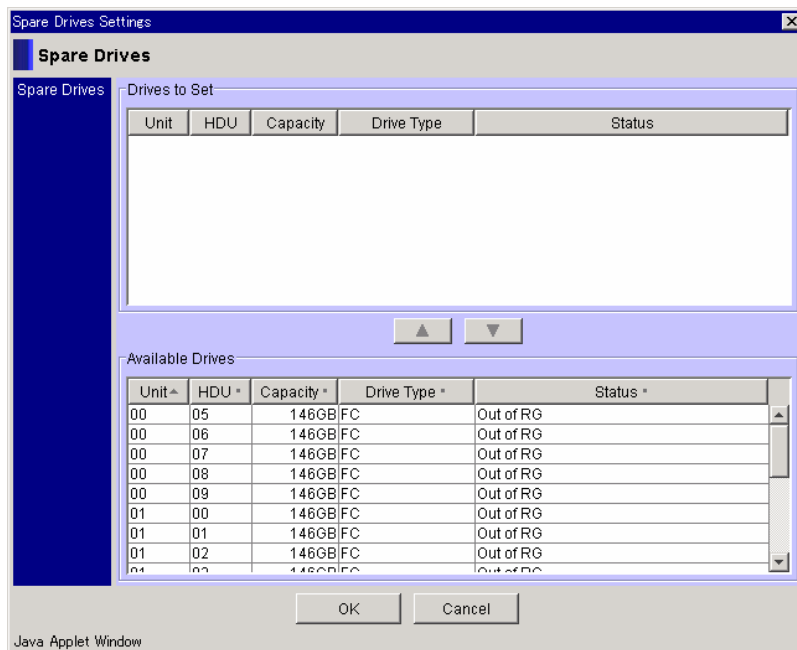 Spare Drives Settings
Spare Drives
Spare Drives
Drives to Set
Unit HDU Capacity Drive Type Status
Available Drives
Unit HDU Capacity Drive Type Status
00 05 146GB FC Out of RG
00 06 146GB FC Out of RG
00 07 146GB FC Out of RG
00 08 146GB FC Out of RG
00 09 146GB FC Out of RG
01 00 146GB FC Out of RG
01 01 146GB FC Out of RG
01 02 146GB FC Out of RG
OK Cancel
Java Applet Window